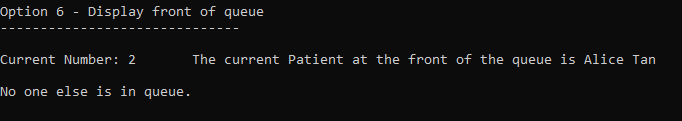 Option 6 - Display front of queue
------------------------------
Current Number: 2       The current Patient at the front of the queue is Alice Tan
No one else is in queue.